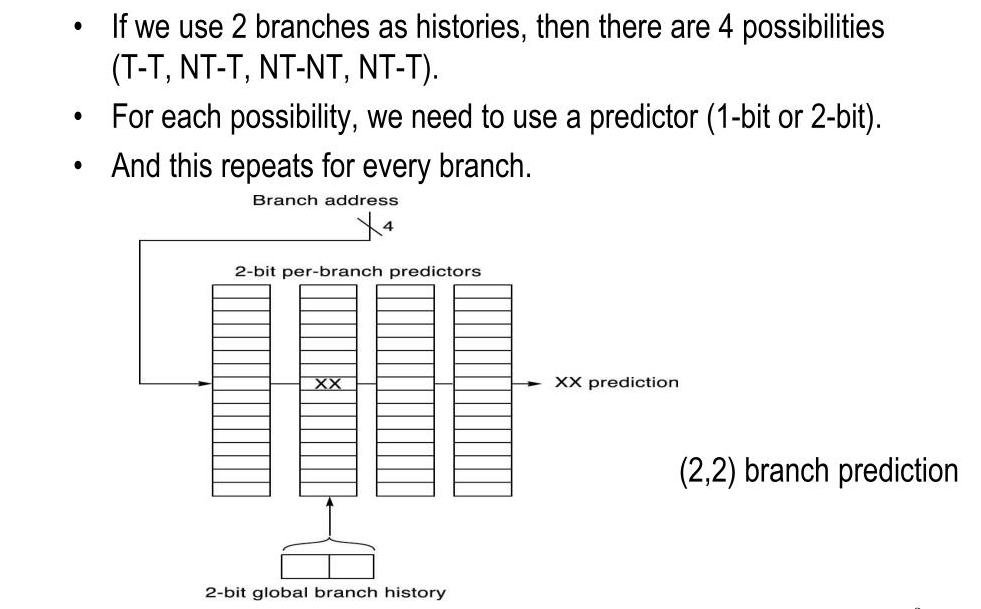 • If we use 2 branches as histories, then there are 4 possibilities
(T-T, NT-T, NT-NT, NT-T).
• For each possibility, we need to use a predictor (1-bit or 2-bit).
• And this repeats for every branch.
Branch address
4
2-bit per-branch predictors
XX
XX prediction
(2,2) branch prediction
2-bit global branch history